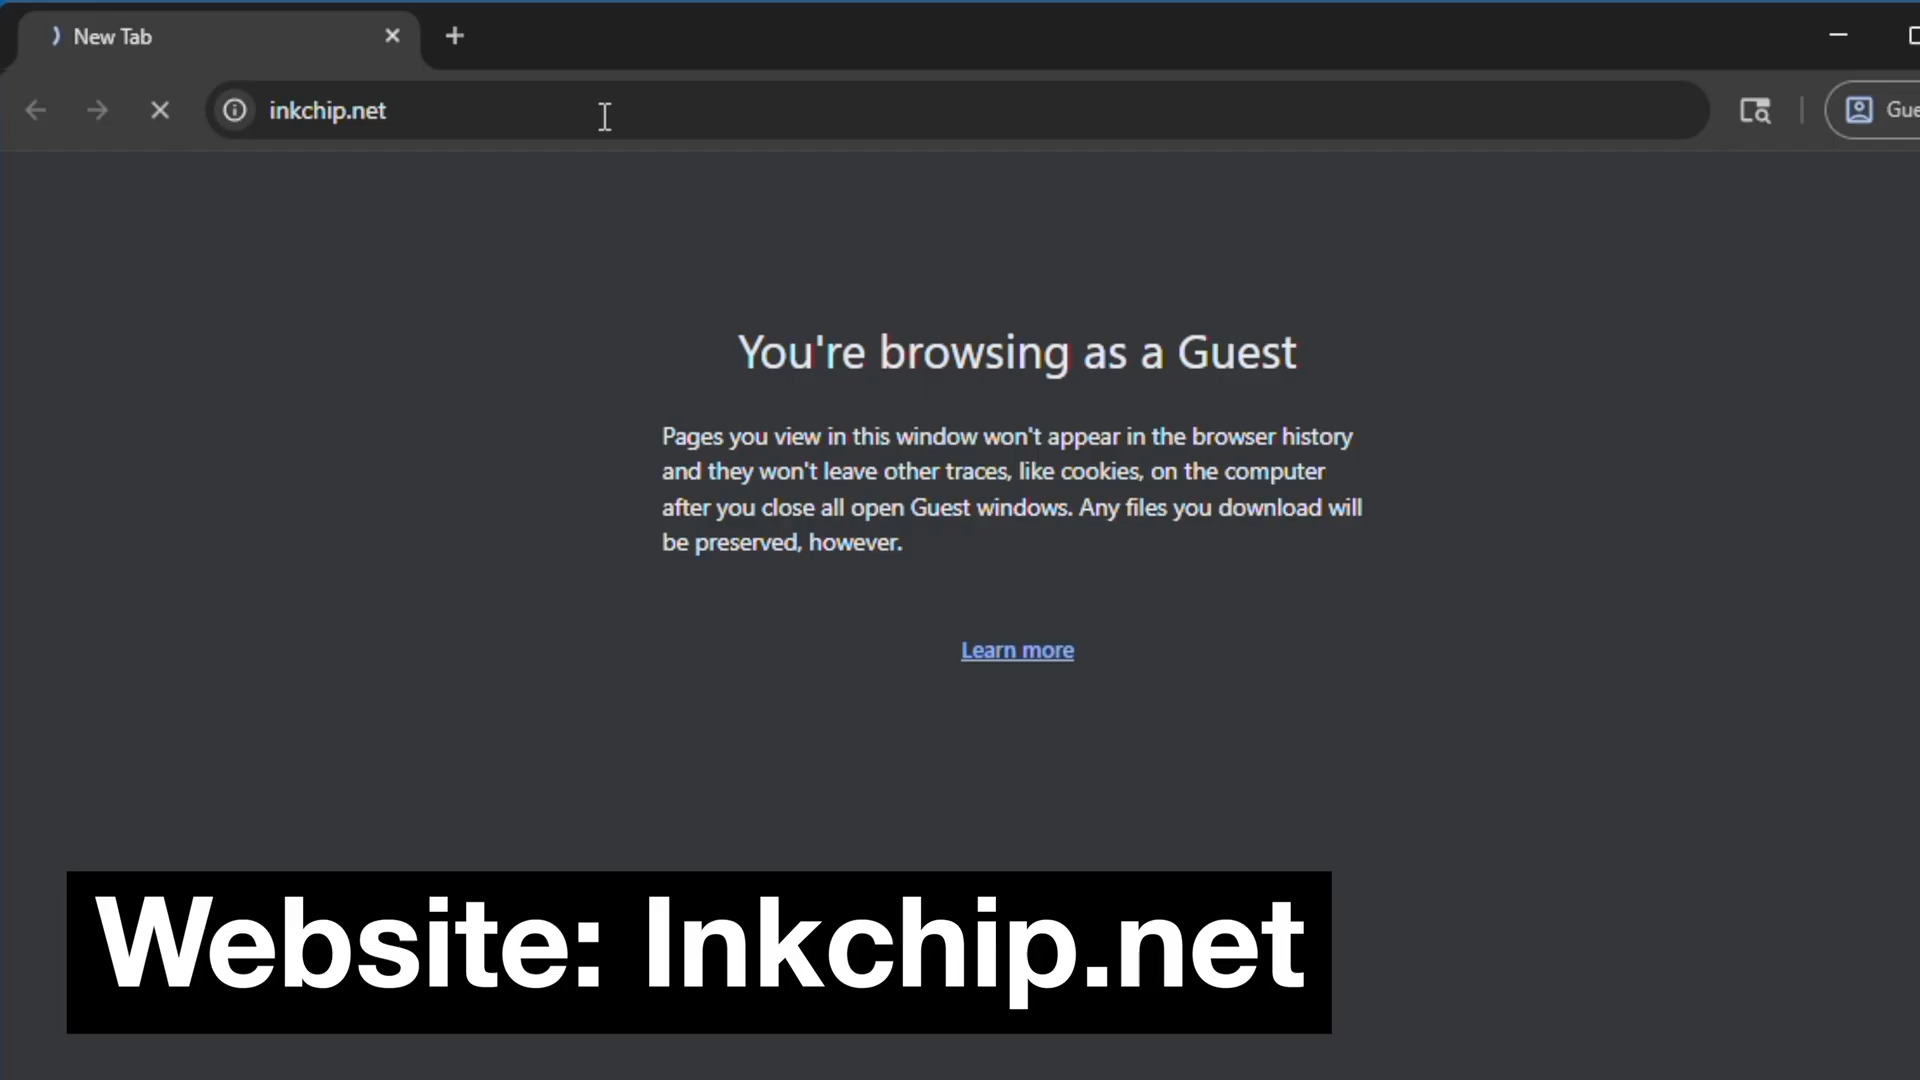 New Tab
inkchip.net
Gue
You're browsing as a Guest
Pages you view in this window won't appear in the browser history
and they won't leave other traces, like cookies, on the computer
after you close all open Guest windows. Any files you download will
be preserved, however.
Learn more
Website: Inkchip.net